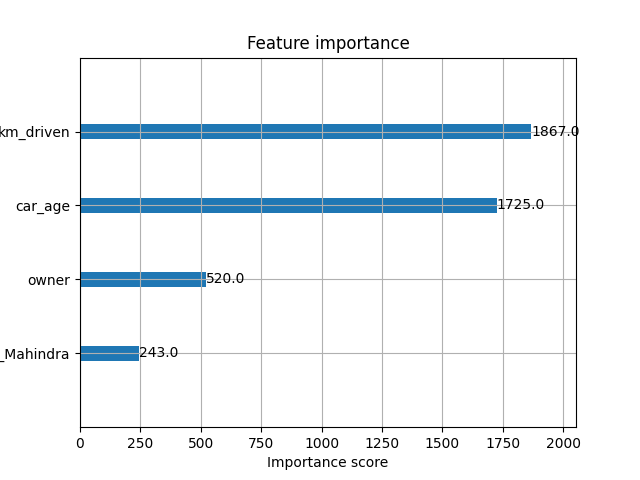 Feature importance
km_driven
1867.0
car_age
1725.0
owner
520.0
_Mahindra
243.0
0 250 500 750 1000 1250 1500 1750 2000
Importance score